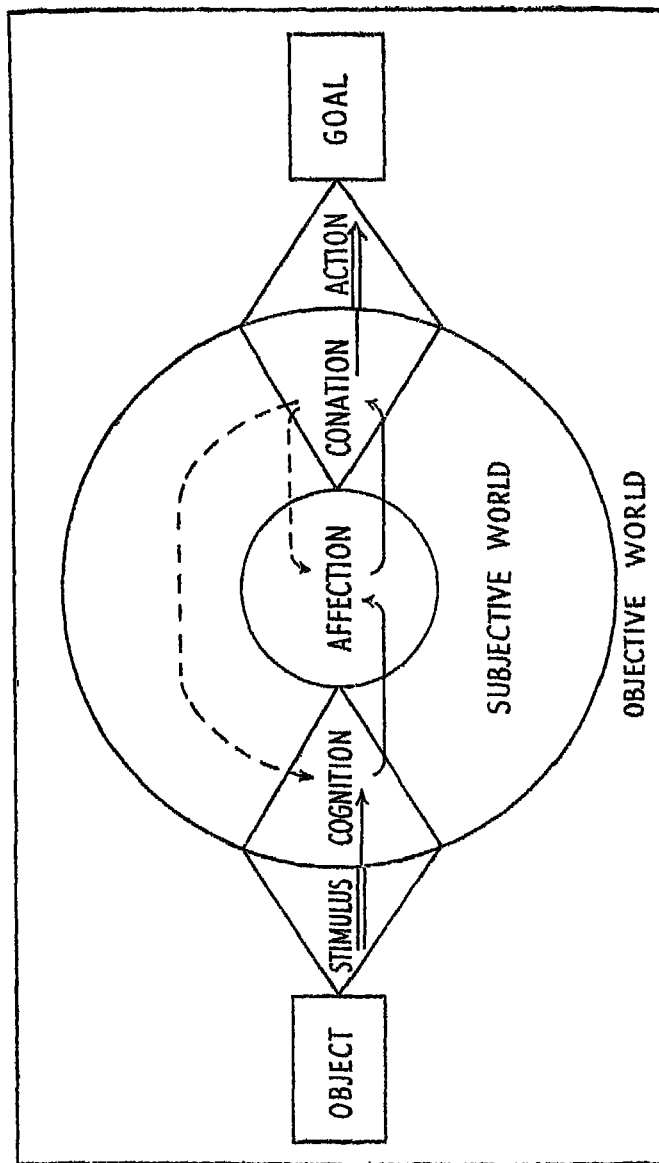 OBJECT
STIMULUS
COGNITION
AFFECTION
CONATION
ACTION
GOAL
SUBJECTIVE WORLD
OBJECTIVE WORLD